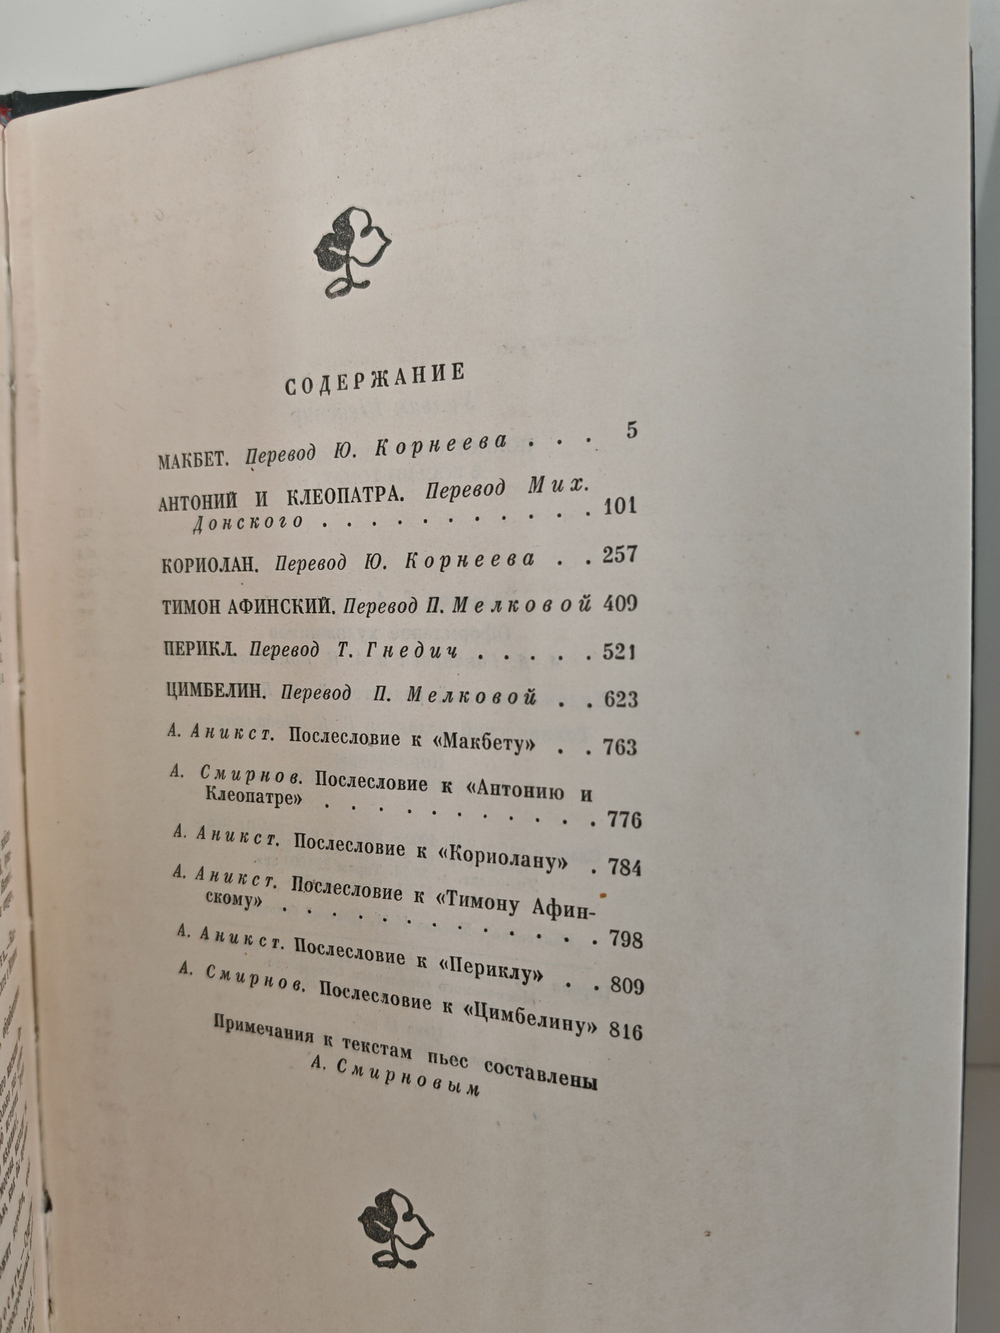 СОДЕРЖАНИЕ
МАКБЕТ. Перевод Ю. Корнеева . . . 5
АНТОНИЙ И КЛЕОПАТРА. Перевод Мих.
Донского . . . . . . . . . . . 101
КОРИОЛАН. Перевод Ю. Корнеева . . 257
ТИМОН АФИНСКИЙ. Перевод П. Мелковой 409
ПЕРИКЛ. Перевод Т. Гнедич . . . . . 521
ЦИМБЕЛИН. Перевод П. Мелковой . . 623
А. Аникст. Послесловие к «Макбету» . . 763
А. Смирнов. Послесловие к «Антонию и
Клеопатре» . . . . . . . . . . . 776
А. Аникст. Послесловие к «Кориолану» . 784
А. Аникст. Послесловие к «Тимону Афин-
скому» . . . . . . . . . . . . . 798
А. Аникст. Послесловие к «Периклу» . . 809
А. Смирнов. Послесловие к «Цимбелину» 816
Примечания к текстам пьес составлены
А. Смирновым